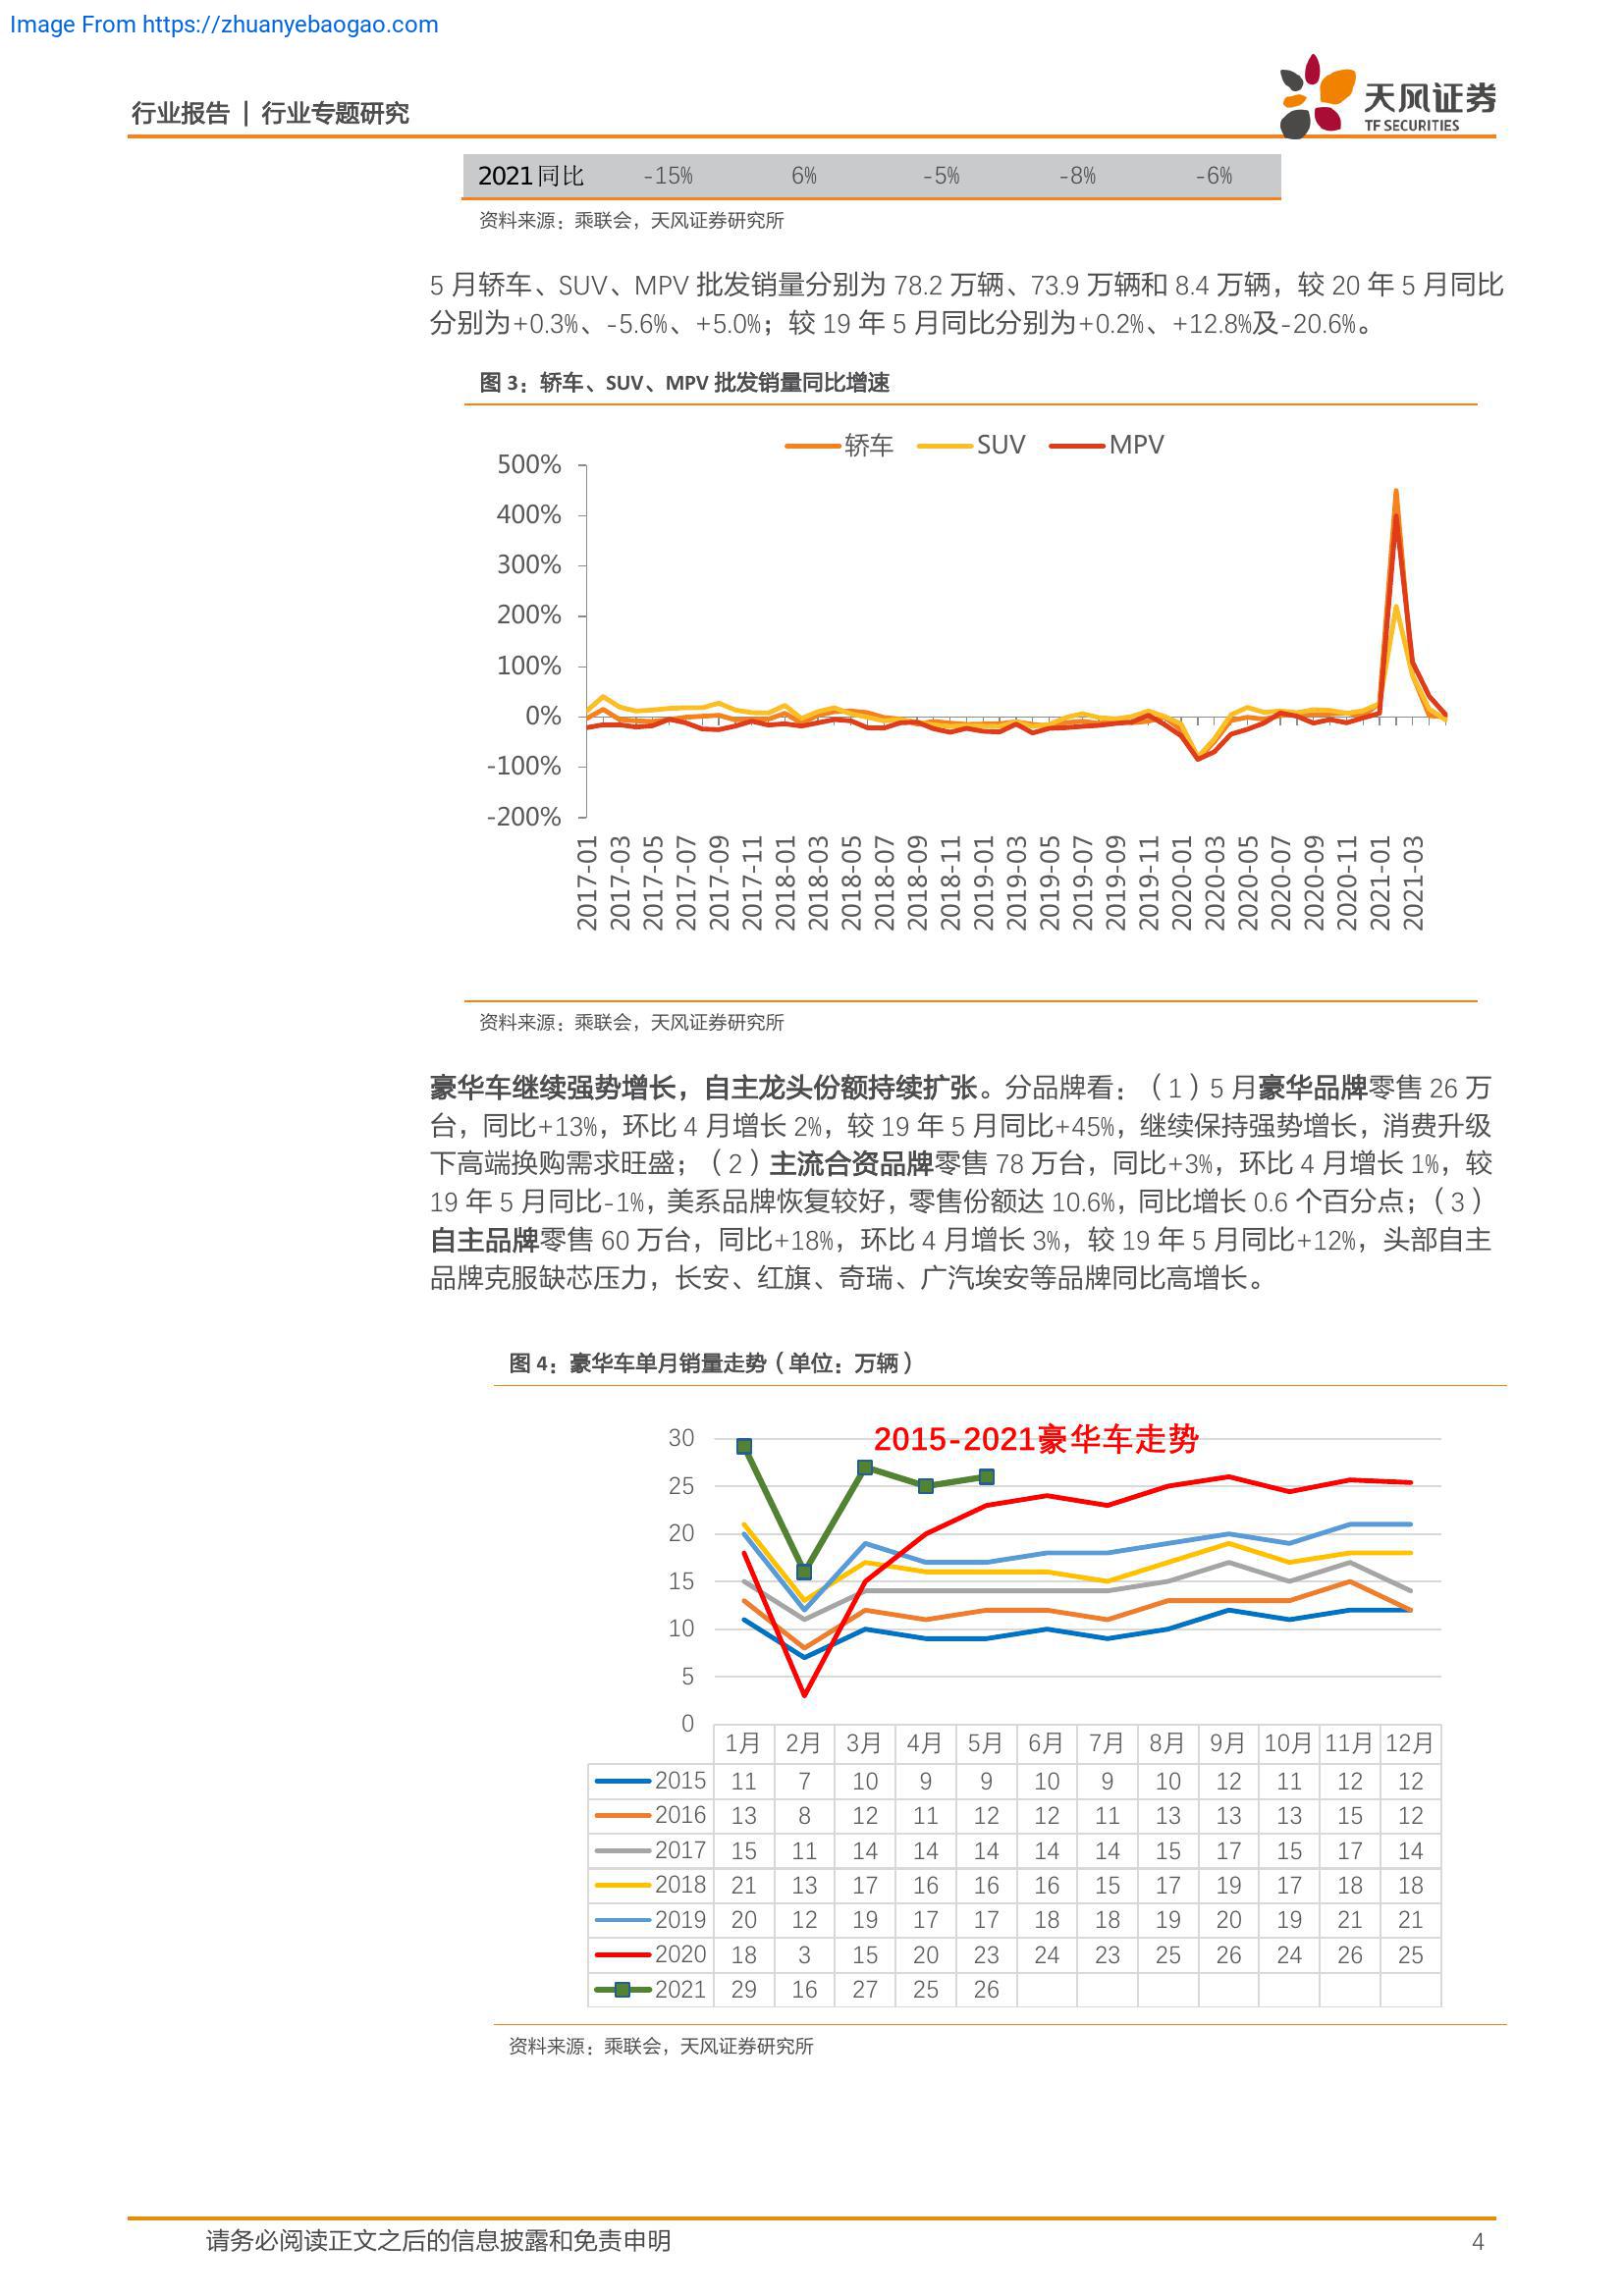 Image From https://zhuanyebaogao.com
行业报告 | 行业专题研究
天风证券
TF SECURITIES
2021同比 -15% 6% -5% -8% -6%
资料来源：乘联会，天风证券研究所
5 月轿车、SUV、MPV 批发销量分别为 78.2 万辆、73.9 万辆和 8.4 万辆，较 20 年 5 月同比
分别为+0.3%、-5.6%、+5.0%；较 19 年 5 月同比分别为+0.2%、+12.8%及-20.6%。
图 3：轿车、SUV、MPV 批发销量同比增速
轿车 SUV MPV
500%
400%
300%
200%
100%
0%
-100%
-200%
2017-01 2017-03 2017-05 2017-07 2017-09 2017-11 2018-01 2018-03 2018-05 2018-07 2018-09 2018-11 2019-01 2019-03 2019-05 2019-07 2019-09 2019-11 2020-01 2020-03 2020-05 2020-07 2020-09 2020-11 2021-01 2021-03
资料来源：乘联会，天风证券研究所
豪华车继续强势增长，自主龙头份额持续扩张。分品牌看：（1）5 月豪华品牌零售 26 万
台，同比+13%，环比 4 月增长 2%，较 19 年 5 月同比+45%，继续保持强势增长，消费升级
下高端换购需求旺盛；（2）主流合资品牌零售 78 万台，同比+3%，环比 4 月增长 1%，较
19 年 5 月同比-1%，美系品牌恢复较好，零售份额达 10.6%，同比增长 0.6 个百分点；（3）
自主品牌零售 60 万台，同比+18%，环比 4 月增长 3%，较 19 年 5 月同比+12%，头部自主
品牌克服缺芯压力，长安、红旗、奇瑞、广汽埃安等品牌同比高增长。
图 4：豪华车单月销量走势（单位：万辆）
2015-2021豪华车走势
30
25
20
15
10
5
0
1月 2月 3月 4月 5月 6月 7月 8月 9月 10月 11月 12月
2015 11 7 10 9 9 10 9 10 12 11 12 12
2016 13 8 12 11 12 12 11 13 13 13 15 12
2017 15 11 14 14 14 14 14 15 17 15 17 14
2018 21 13 17 16 16 16 15 17 19 17 18 18
2019 20 12 19 17 17 18 18 19 20 19 21 21
2020 18 3 15 20 23 24 23 25 26 24 26 25
2021 29 16 27 25 26
资料来源：乘联会，天风证券研究所
请务必阅读正文之后的信息披露和免责申明 4